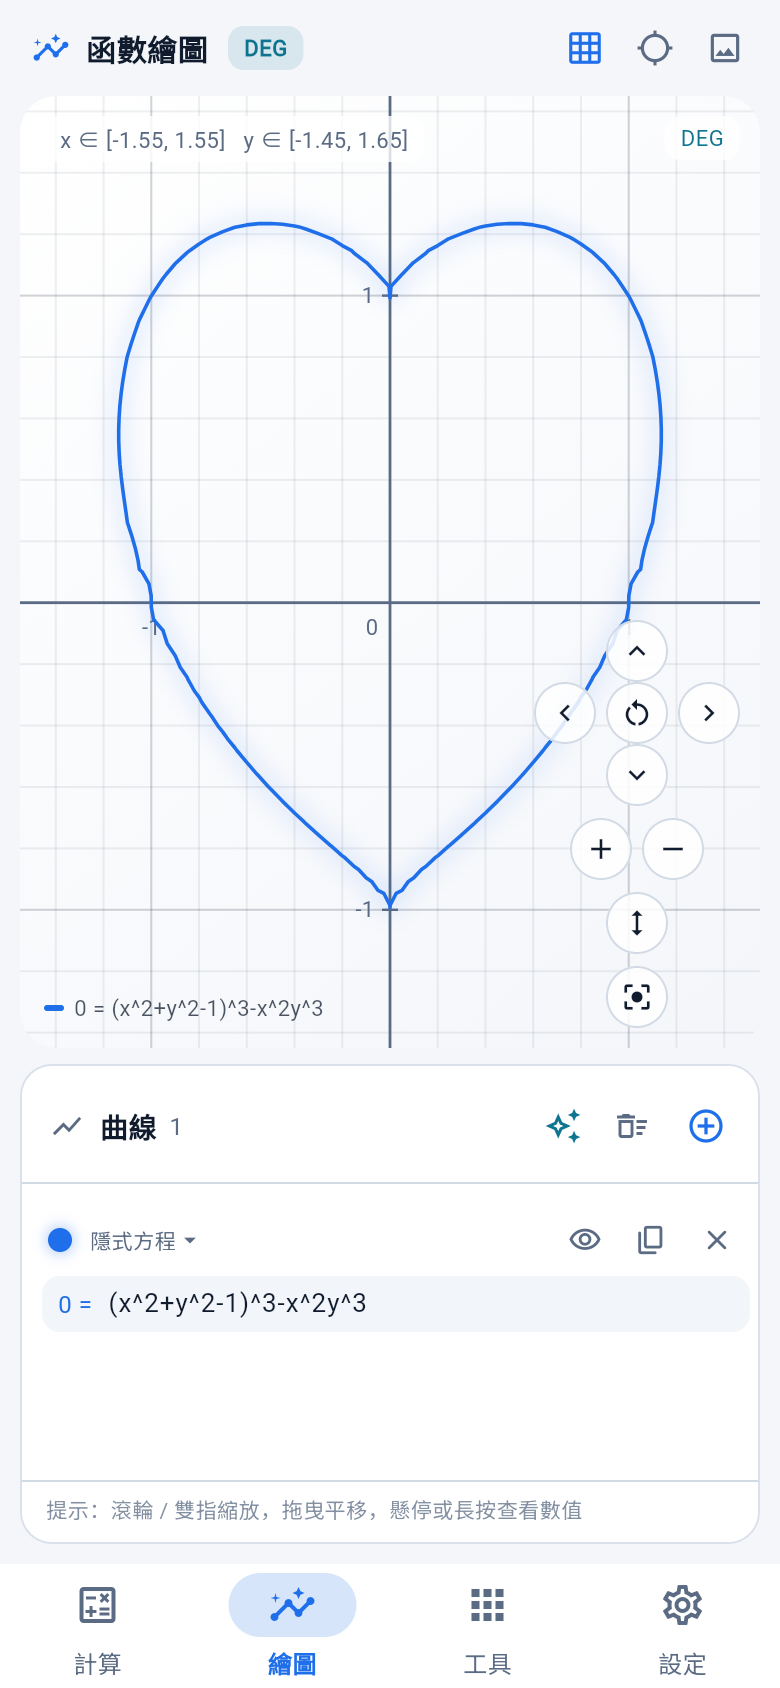 函數繪圖 DEG
x ∈ [-1.55, 1.55] y ∈ [-1.45, 1.65] DEG
1
-1 0
-1
0 = (x^2+y^2-1)^3-x^2y^3
曲線 1
隱式方程
0 = (x^2+y^2-1)^3-x^2y^3
提示：滾輪 / 雙指縮放，拖曳平移，懸停或長按查看數值
計算 繪圖 工具 設定